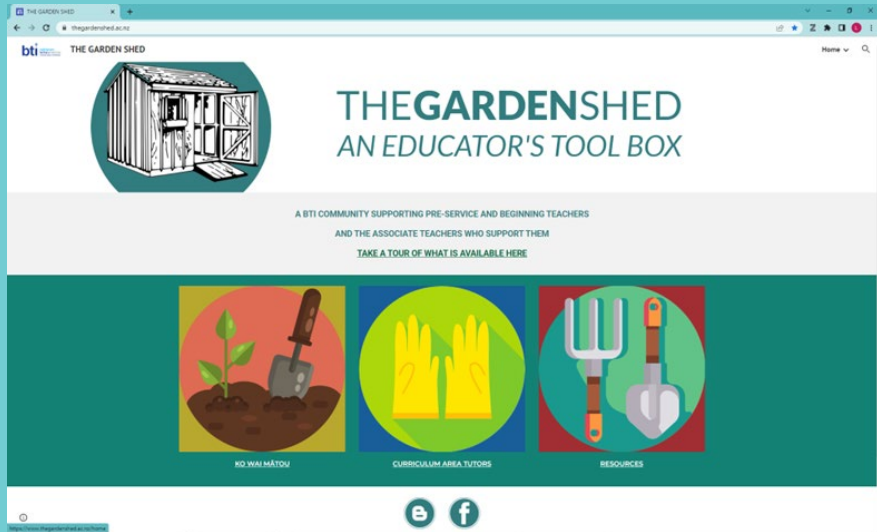 THE GARDEN SHED
thegardenshed.ac.nz
bti
THE GARDEN SHED
Home
THEGARDENSHED
AN EDUCATOR'S TOOL BOX
A BTI COMMUNITY SUPPORTING PRE-SERVICE AND BEGINNING TEACHERS
AND THE ASSOCIATE TEACHERS WHO SUPPORT THEM
TAKE A TOUR OF WHAT IS AVAILABLE HERE
KO WAI MĀTOU
CURRICULUM AREA TUTORS
RESOURCES
https://www.thegardenshed.ac.nz/home